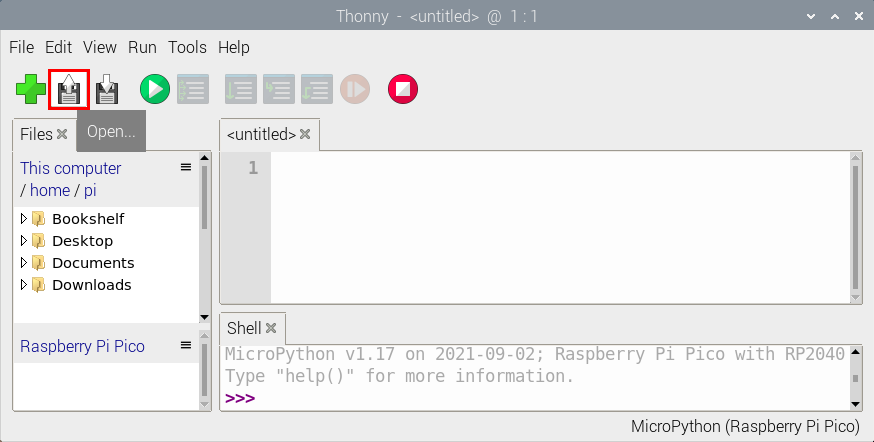 Thonny - <untitled> @ 1 : 1
File Edit View Run Tools Help
Open...
Files
<untitled>
This computer
/ home / pi
Bookshelf
Desktop
Documents
Downloads
1
Raspberry Pi Pico
Shell
MicroPython v1.17 on 2021-09-02; Raspberry Pi Pico with RP2040
Type "help()" for more information.
>>>
MicroPython (Raspberry Pi Pico)